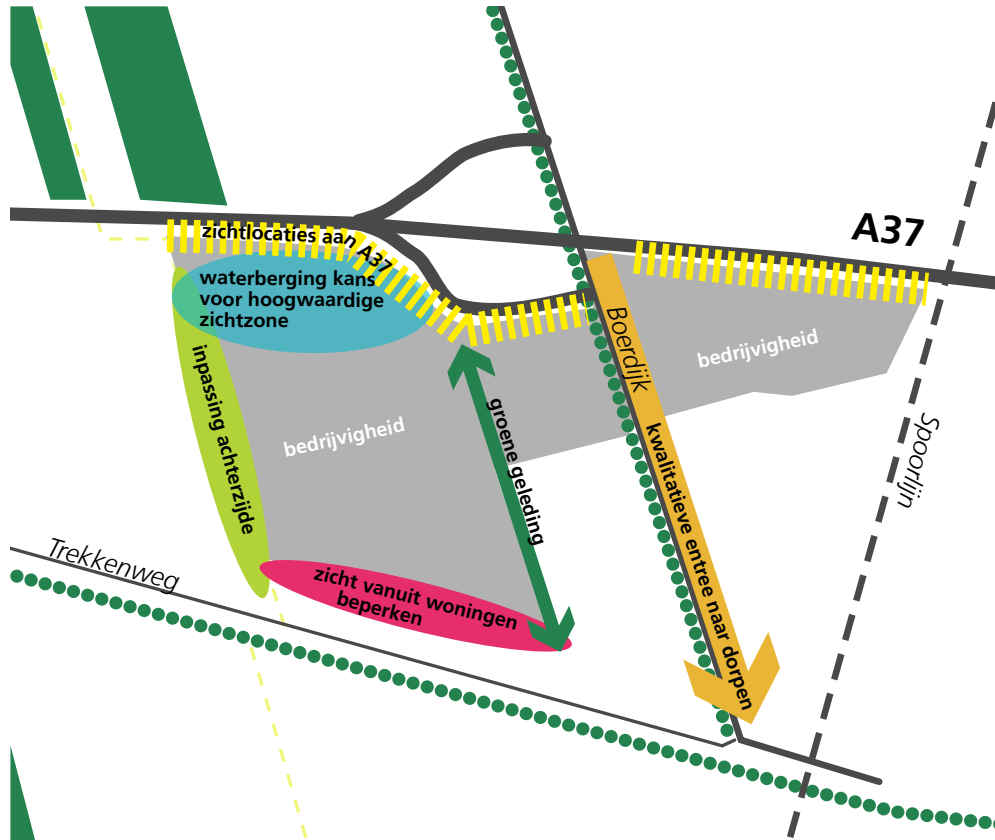 A37
zichtlocaties aan A37
waterberging kans
voor hoogwaardige
zichtzone
Boerdijk
bedrijvigheid
inpassing achterzijde
bedrijvigheid
groene geleding
kwalitatieve entree naar dorpen
Spoorlijn
Trekkenweg
zicht vanuit woningen
beperken